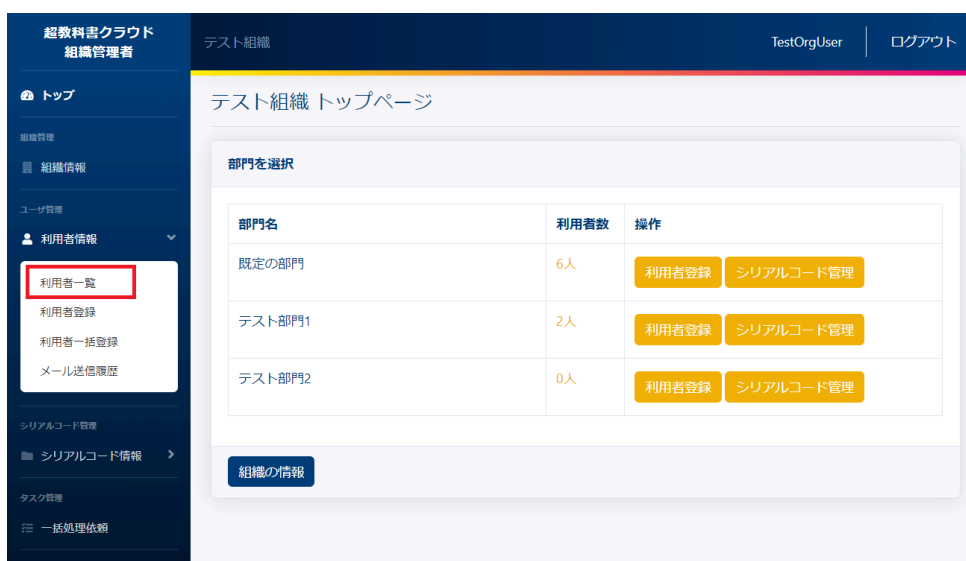 超教科書クラウド
組織管理者
テスト組織
TestOrgUser
ログアウト
トップ
テスト組織 トップページ
組織管理
組織情報
部門を選択
ユーザ管理
利用者情報
利用者一覧
利用者登録
利用者一括登録
メール送信履歴
部門名 利用者数 操作
既定の部門 6人 利用者登録 シリアルコード管理
テスト部門1 2人 利用者登録 シリアルコード管理
テスト部門2 0人 利用者登録 シリアルコード管理
組織の情報
シリアルコード管理
シリアルコード情報
タスク管理
一括処理依頼